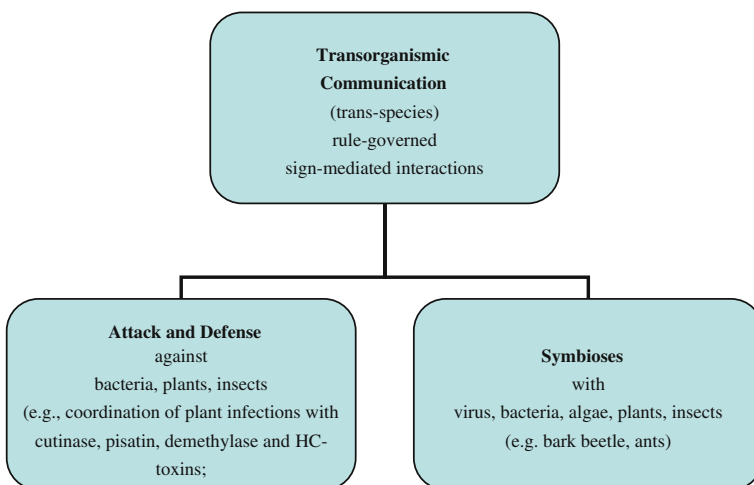 Transorganismic
Communication
(trans-species)
rule-governed
sign-mediated interactions
Attack and Defense
against
bacteria, plants, insects
(e.g., coordination of plant infections with
cutinase, pisatin, demethylase and HC-
toxins;
Symbioses
with
virus, bacteria, algae, plants, insects
(e.g. bark beetle, ants)